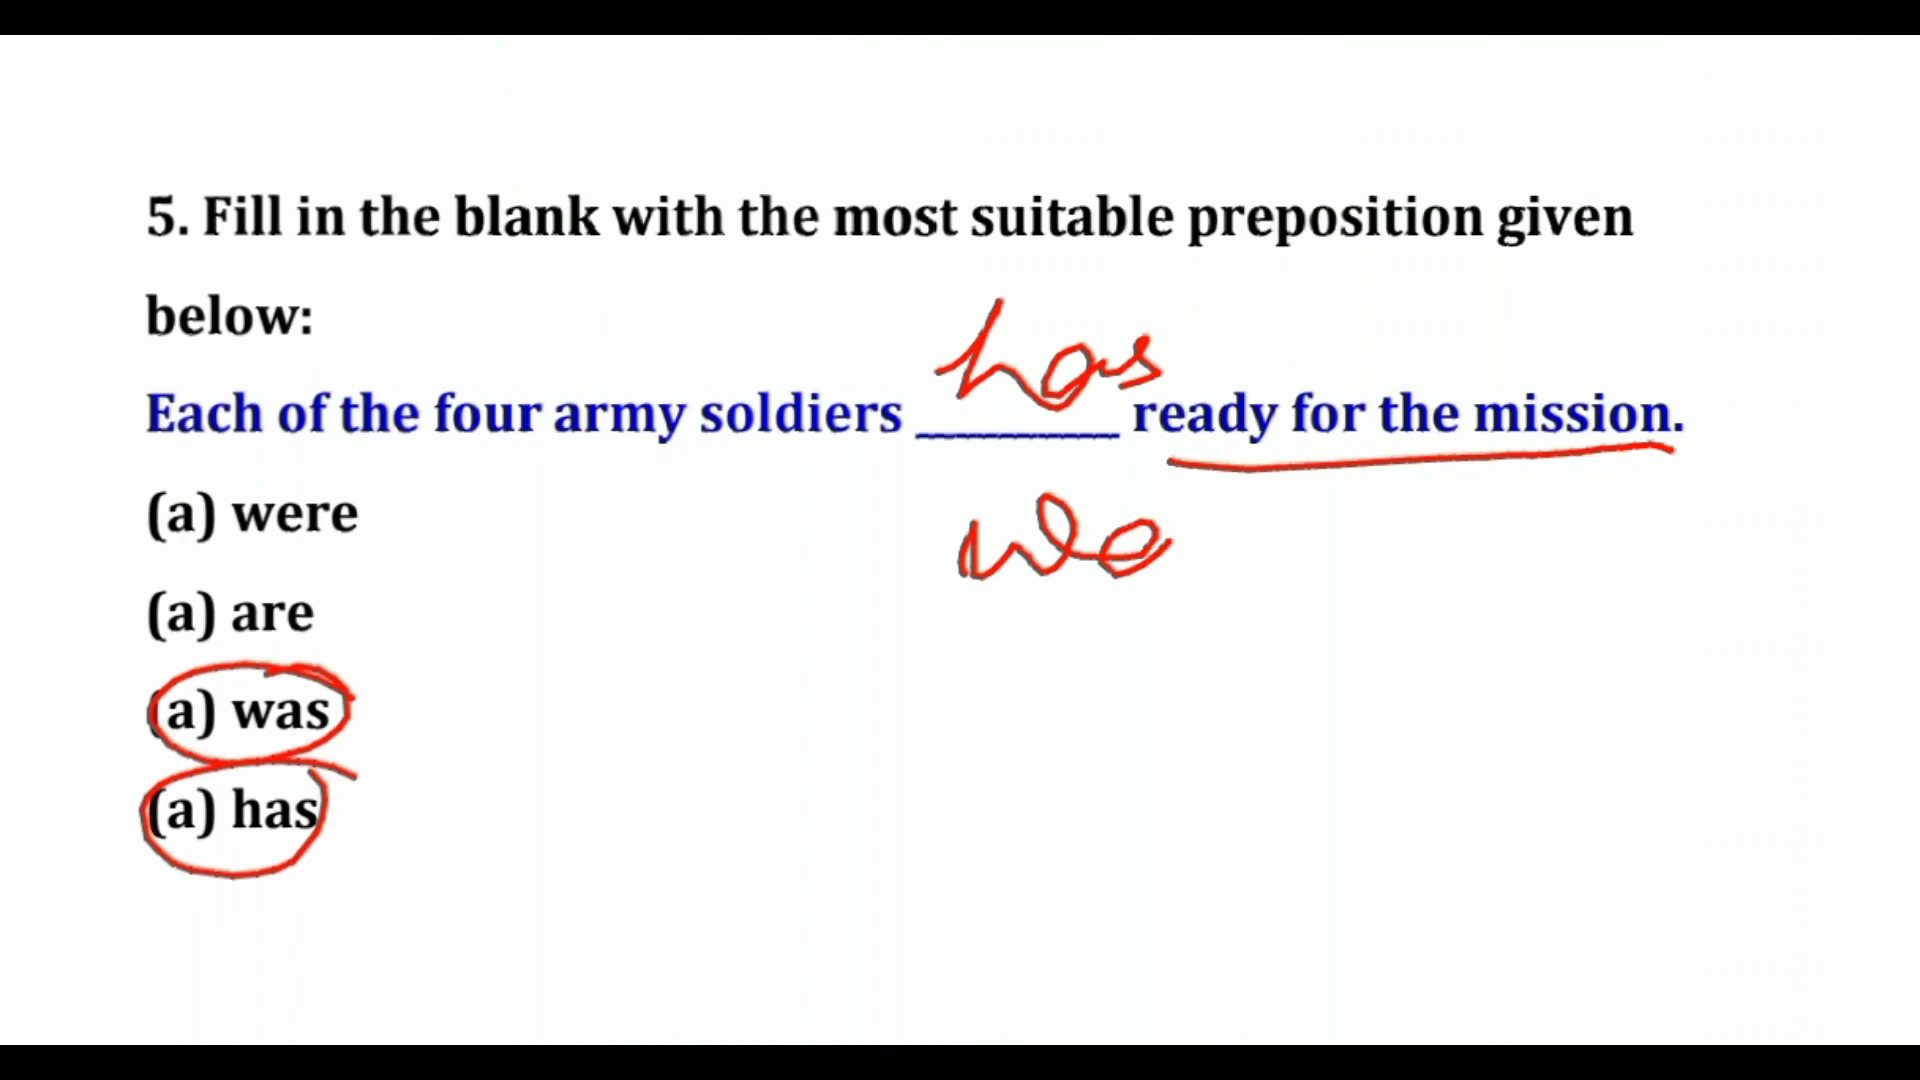 5. Fill in the blank with the most suitable preposition given
below:
has
Each of the four army soldiers __________ ready for the mission.
(a) were
(a) are
(a) was
(a) has